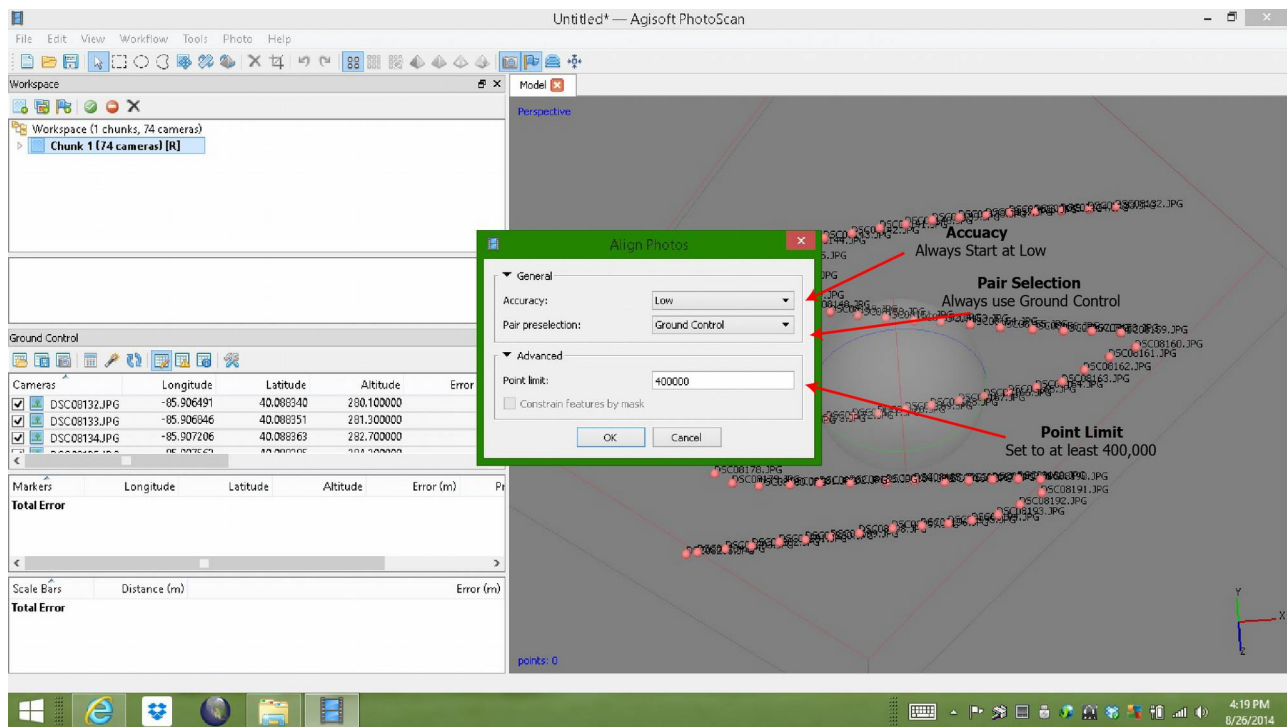 Untitled* — Agisoft PhotoScan
File Edit View Workflow Tools Photo Help
Workspace
Workspace (1 chunks, 74 cameras)
Chunk 1 (74 cameras) [R]
Ground Control
Cameras Longitude Latitude Altitude Error
DSC08132.JPG -85.906491 40.088340 280.100000
DSC08133.JPG -85.906846 40.088351 281.300000
DSC08134.JPG -85.907206 40.088363 282.700000
Markers Longitude Latitude Altitude Error (m) Pr
Total Error
Scale Bars Distance (m) Error (m)
Total Error
Model
Perspective
Align Photos
General
Accuracy: Low
Pair preselection: Ground Control
Advanced
Point limit: 400000
Constrain features by mask
OK Cancel
Accuacy
Always Start at Low
Pair Selection
Always use Ground Control
Point Limit
Set to at least 400,000
DSC08160.JPG
DSC08161.JPG
DSC08162.JPG
DSC08178.JPG
DSC08191.JPG
DSC08192.JPG
points: 0
Y
X
Z
4:19 PM
8/26/2014